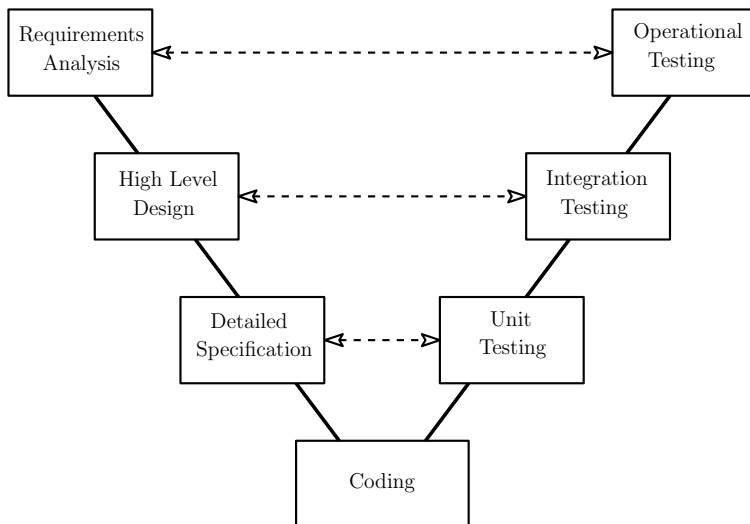 Requirements
Analysis
Operational
Testing
High Level
Design
Integration
Testing
Detailed
Specification
Unit
Testing
Coding